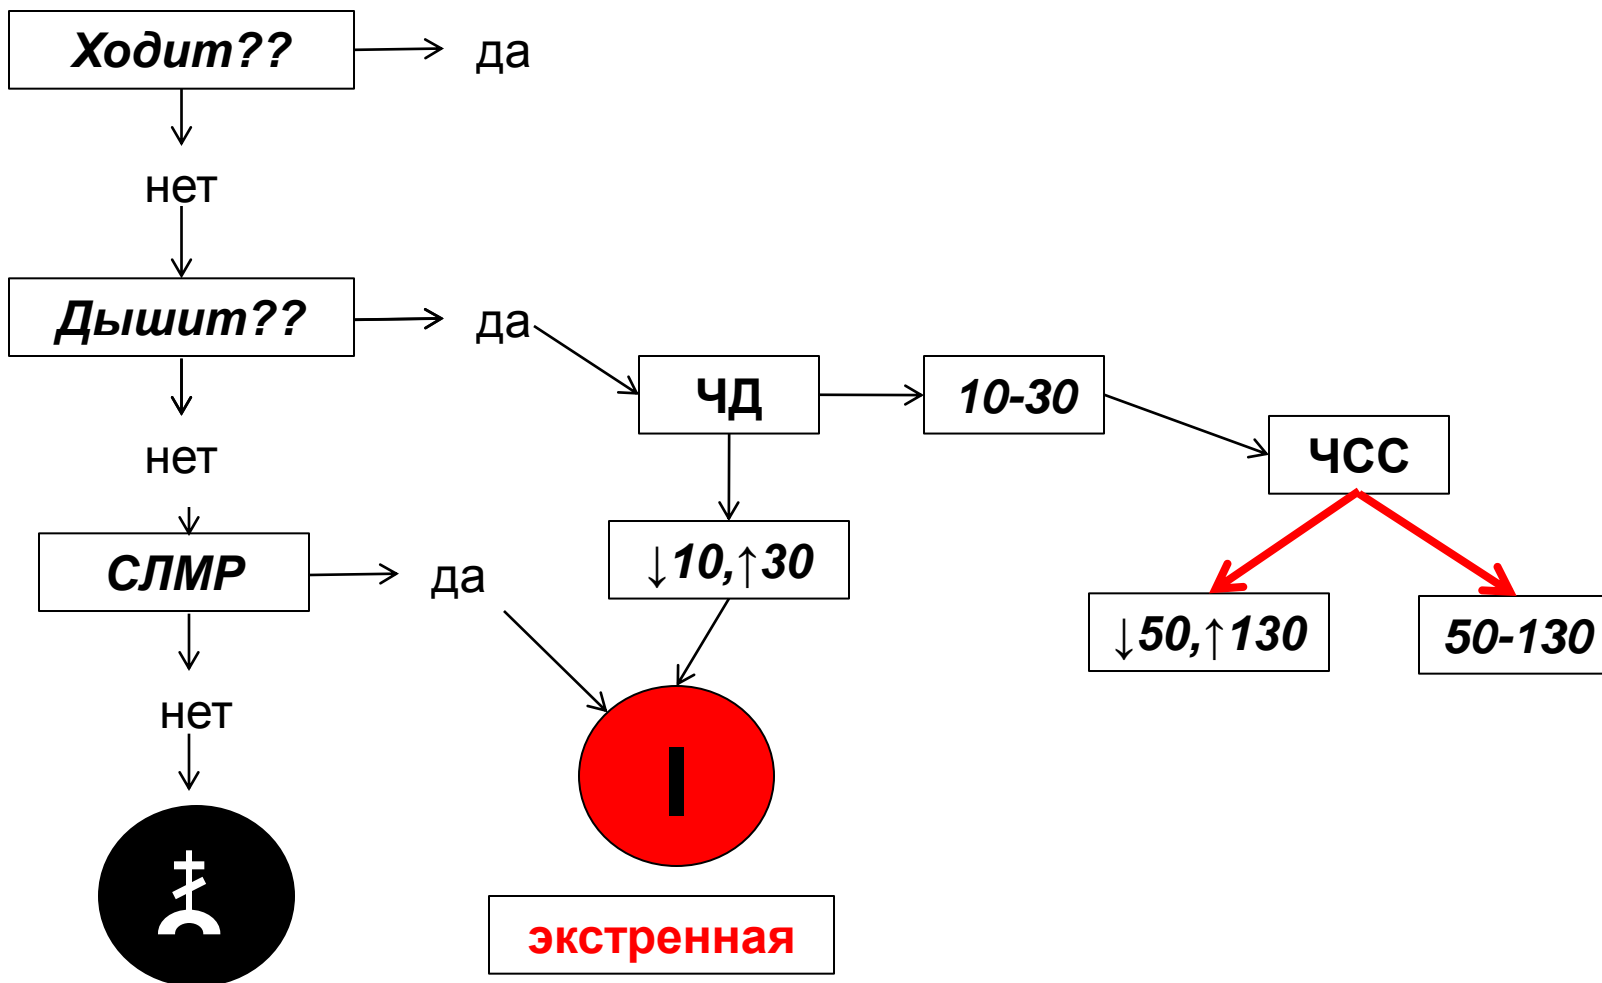 Ходит??
да
нет
Дышит??
да
ЧД
10-30
ЧСС
нет
СЛМР
да
↓10,↑30
↓50,↑130
50-130
нет
I
экстренная